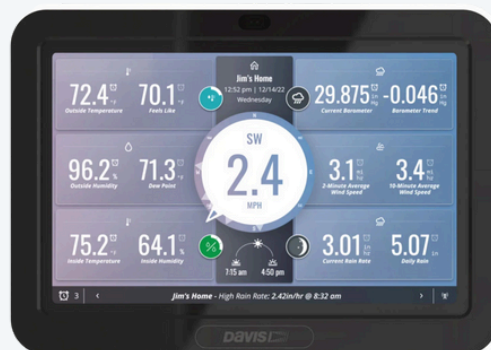 Jim's Home
12:52 pm | 12/14/22
Wednesday
72.4 °F
Outside Temperature
70.1 °F
Feels Like
29.875 in Hg
Current Barometer
-0.046 in Hg
Barometer Trend
96.2 %
Outside Humidity
71.3 °F
Dew Point
SW
2.4
MPH
3.1 mi hr
2-Minute Average
Wind Speed
3.4 mi hr
10-Minute Average
Wind Speed
75.2 °F
Inside Temperature
64.1 %
Inside Humidity
%
7:15 am
4:50 pm
3.01 in hr
Current Rain Rate
5.07 in
Daily Rain
3 ‹ Jim's Home - High Rain Rate: 2.42in/hr @ 8:32 am ›
DAVIS